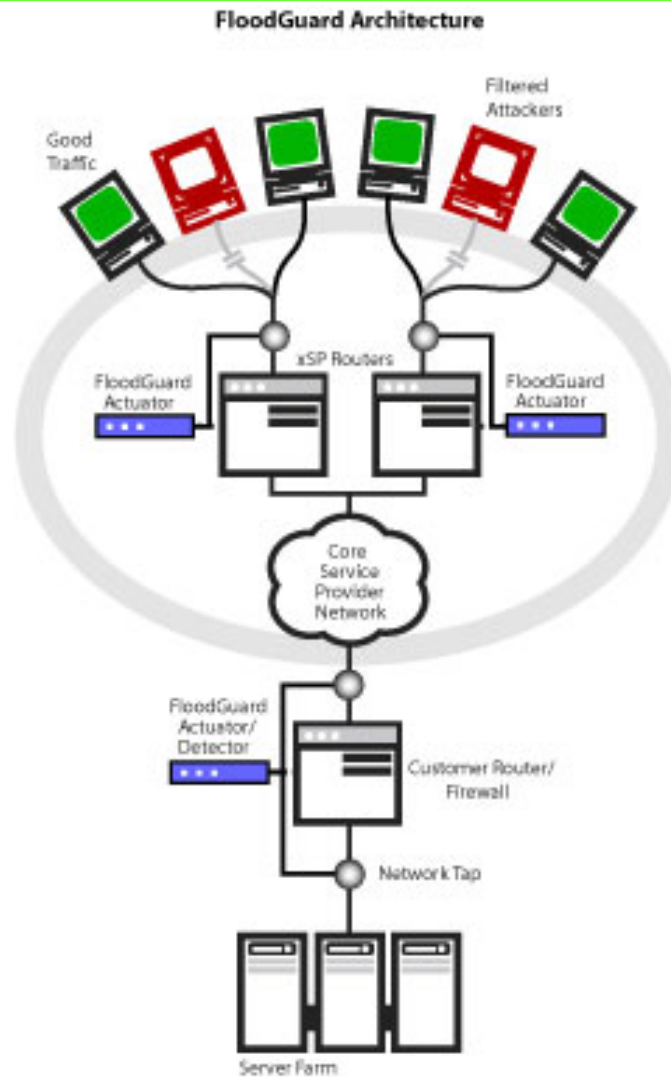 FloodGuard Architecture
Filtered
Attackers
Good
Traffic
xSP Routers
FloodGuard
Actuator
FloodGuard
Actuator
Core
Service
Provider
Network
FloodGuard
Actuator/
Detector
Customer Router/
Firewall
Network Tap
Server Farm